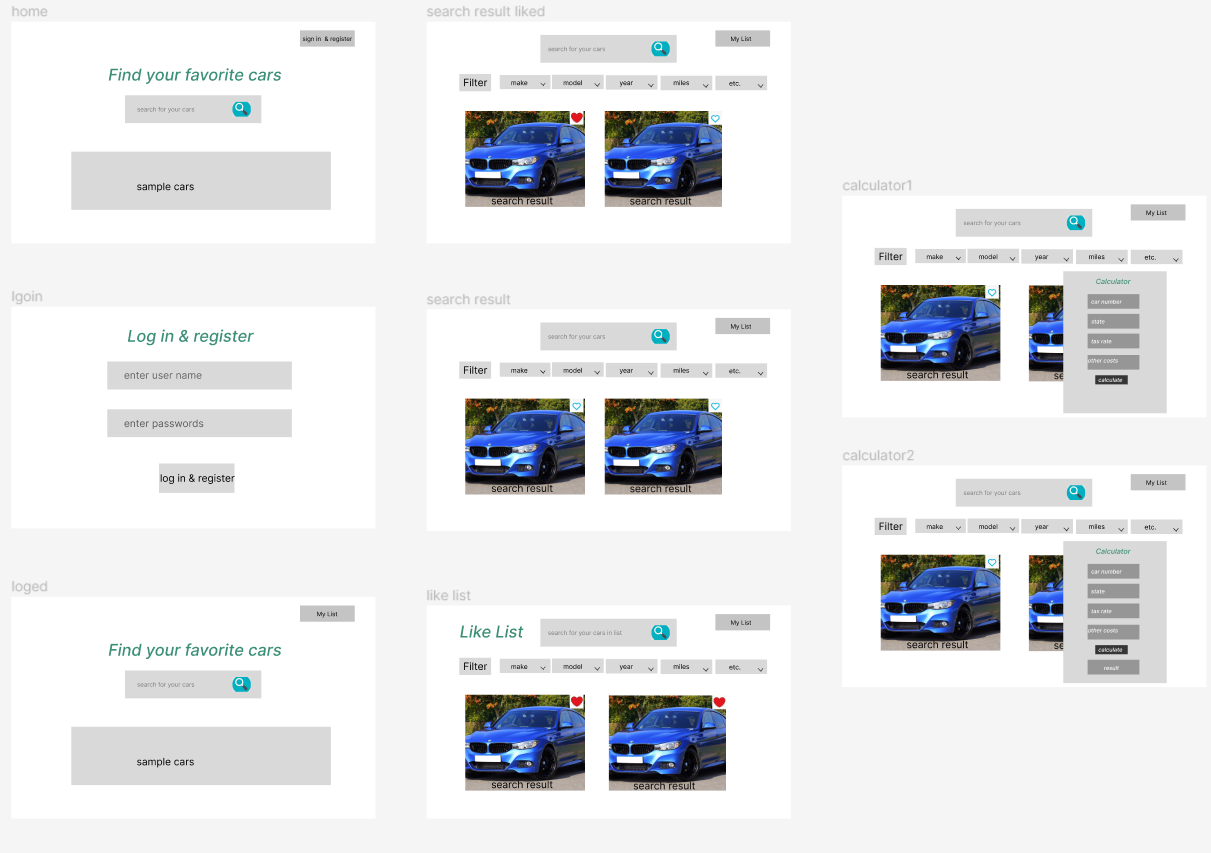 home
sign in & register
Find your favorite cars
search for your cars
sample cars
lgoin
Log in & register
enter user name
enter passwords
log in & register
loged
My List
Find your favorite cars
search for your cars
sample cars
search result liked
search for your cars
My List
Filter
make
model
year
miles
etc.
search result
search result
search result
search for your cars
My List
Filter
make
model
year
miles
etc.
search result
search result
like list
Like List
search for your cars in list
My List
Filter
make
model
year
miles
etc.
search result
search result
calculator1
search for your cars
My List
Filter
make
model
year
miles
etc.
search result
se
Calculator
car number
state
tax rate
other costs
calculate
calculator2
search for your cars
My List
Filter
make
model
year
miles
etc.
search result
se
Calculator
car number
state
tax rate
other costs
calculate
result